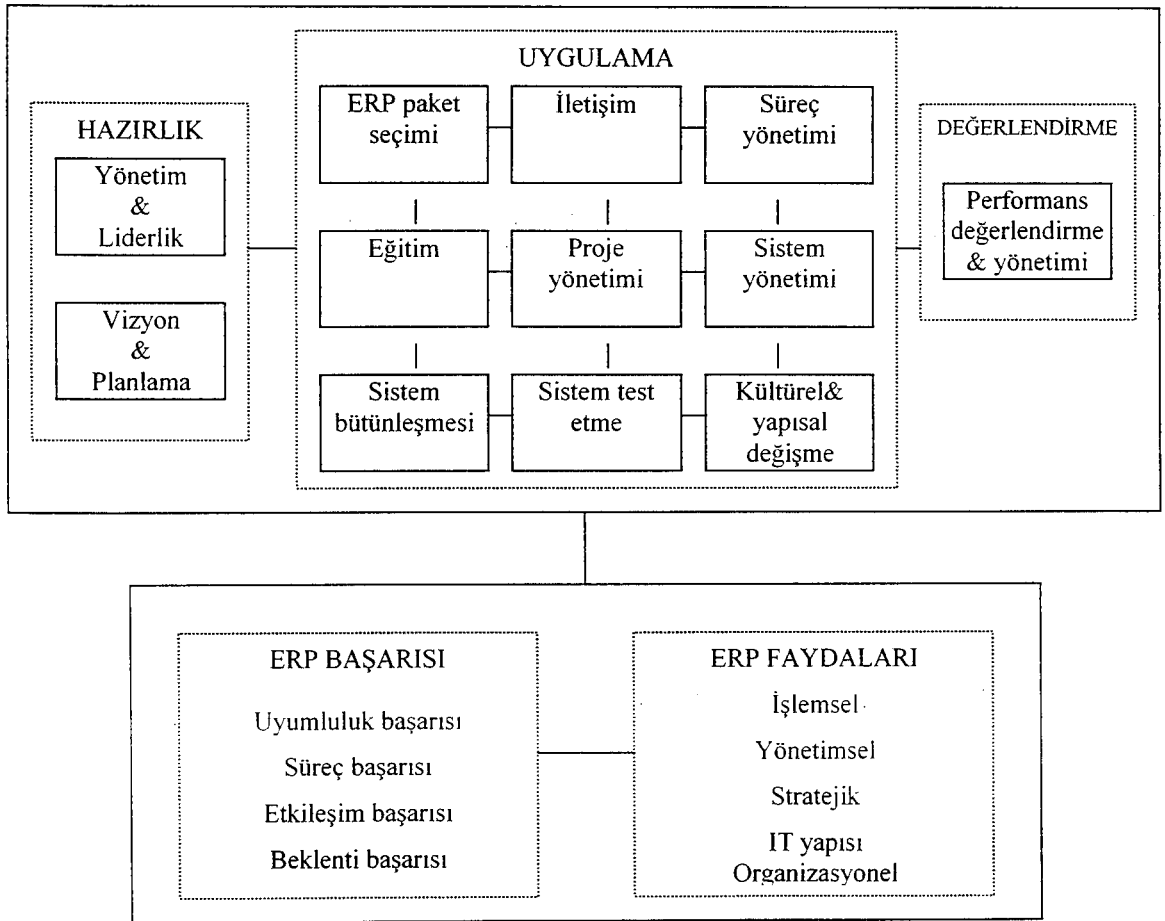 UYGULAMA
HAZIRLIK
Yönetim
&
Liderlik
Vizyon
&
Planlama
ERP paket
seçimi
İletişim
Süreç
yönetimi
Eğitim
Proje
yönetimi
Sistem
yönetimi
Sistem
bütünleşmesi
Sistem test
etme
Kültürel&
yapısal
değişme
DEĞERLENDİRME
Performans
değerlendirme
& yönetimi
ERP BAŞARISI
Uyumluluk başarısı
Süreç başarısı
Etkileşim başarısı
Beklenti başarısı
ERP FAYDALARI
İşlemsel
Yönetimsel
Stratejik
IT yapısı
Organizasyonel